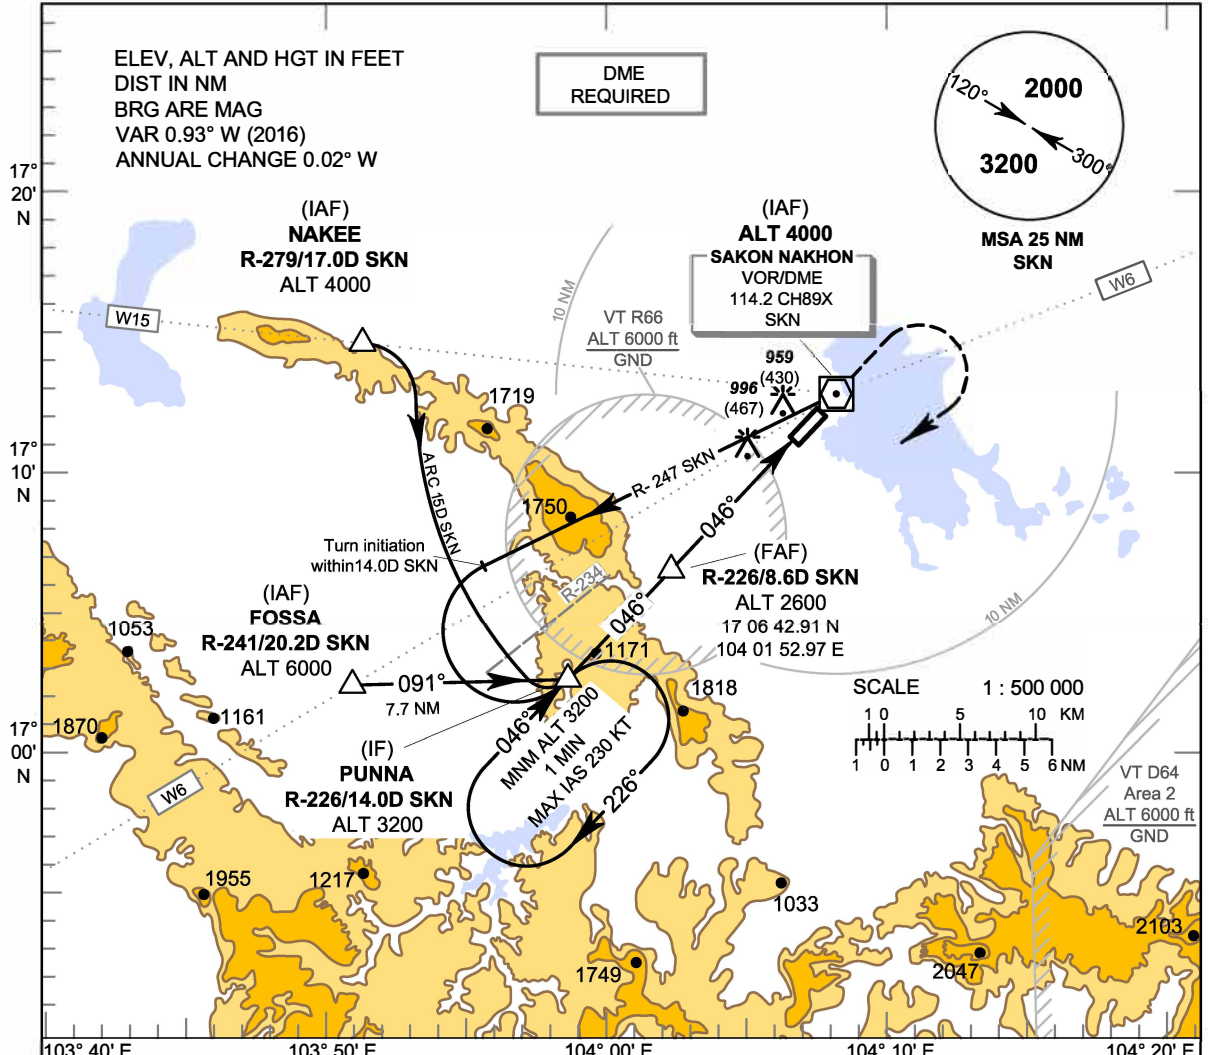 ELEV, ALT AND HGT IN FEET
DIST IN NM
BRG ARE MAG
VAR 0.93° W (2016)
ANNUAL CHANGE 0.02° W
DME
REQUIRED
120°
2000
3200
300°
MSA 25 NM
SKN
17°
20'
N
(IAF)
NAKEE
R-279/17.0D SKN
ALT 4000
(IAF)
ALT 4000
SAKON NAKHON
VOR/DME
114.2 CH89X
SKN
W6
W15
10 NM
VT R66
ALT 6000 ft
GND
959
(430)
996
(467)
1719
17°
10'
N
ARC 15D SKN
R- 247 SKN
1750
046°
Turn initiation
within14.0D SKN
R-234
(FAF)
R-226/8.6D SKN
ALT 2600
17 06 42.91 N
104 01 52.97 E
10 NM
(IAF)
FOSSA
R-241/20.2D SKN
ALT 6000
046°
1053
1171
091°
7.7 NM
1818
SCALE 1 : 500 000
1 0 5 10 KM
1 0 1 2 3 4 5 6 NM
1161
1870
17°
00'
N
046°
MNM ALT 3200
1 MIN
MAX IAS 230 KT
226°
(IF)
PUNNA
R-226/14.0D SKN
ALT 3200
W6
VT D64
Area 2
ALT 6000 ft
GND
1955
1217
1033
2103
1749
2047
103° 40' E
103° 50' E
104° 00' E
104° 10' E
104° 20' E